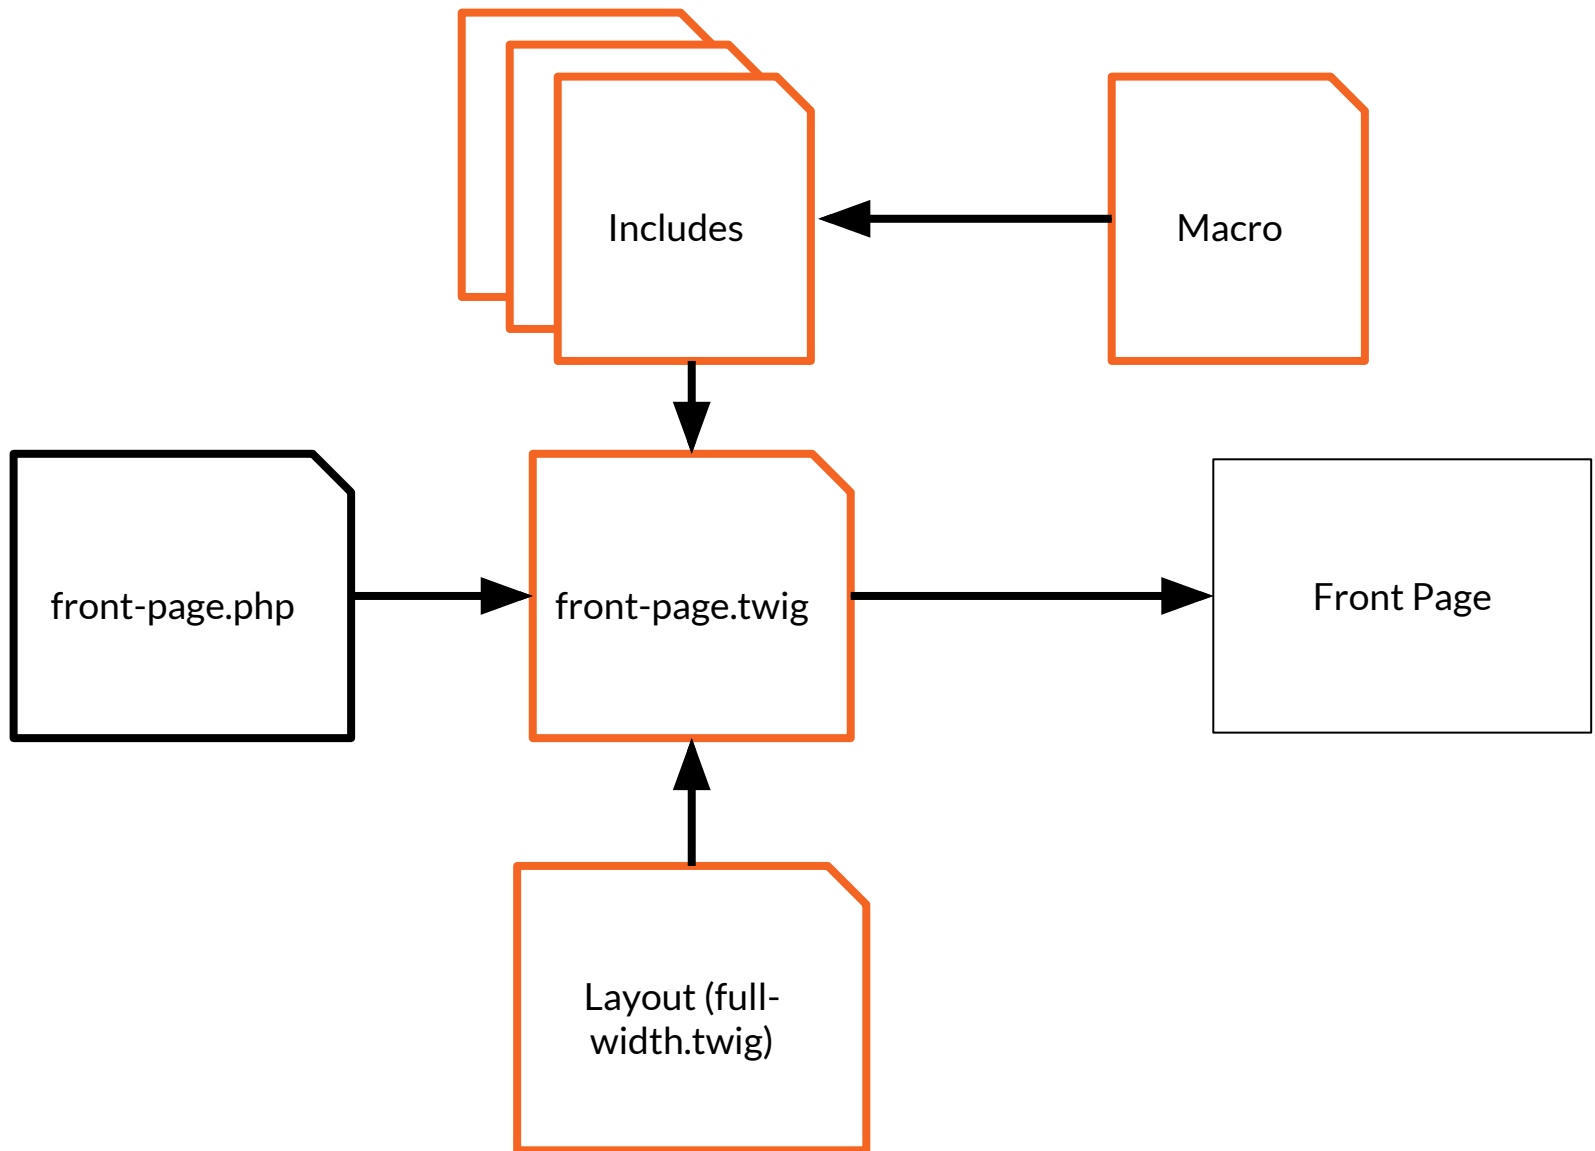 Includes
Macro
front-page.php
front-page.twig
Front Page
Layout (full-
width.twig)